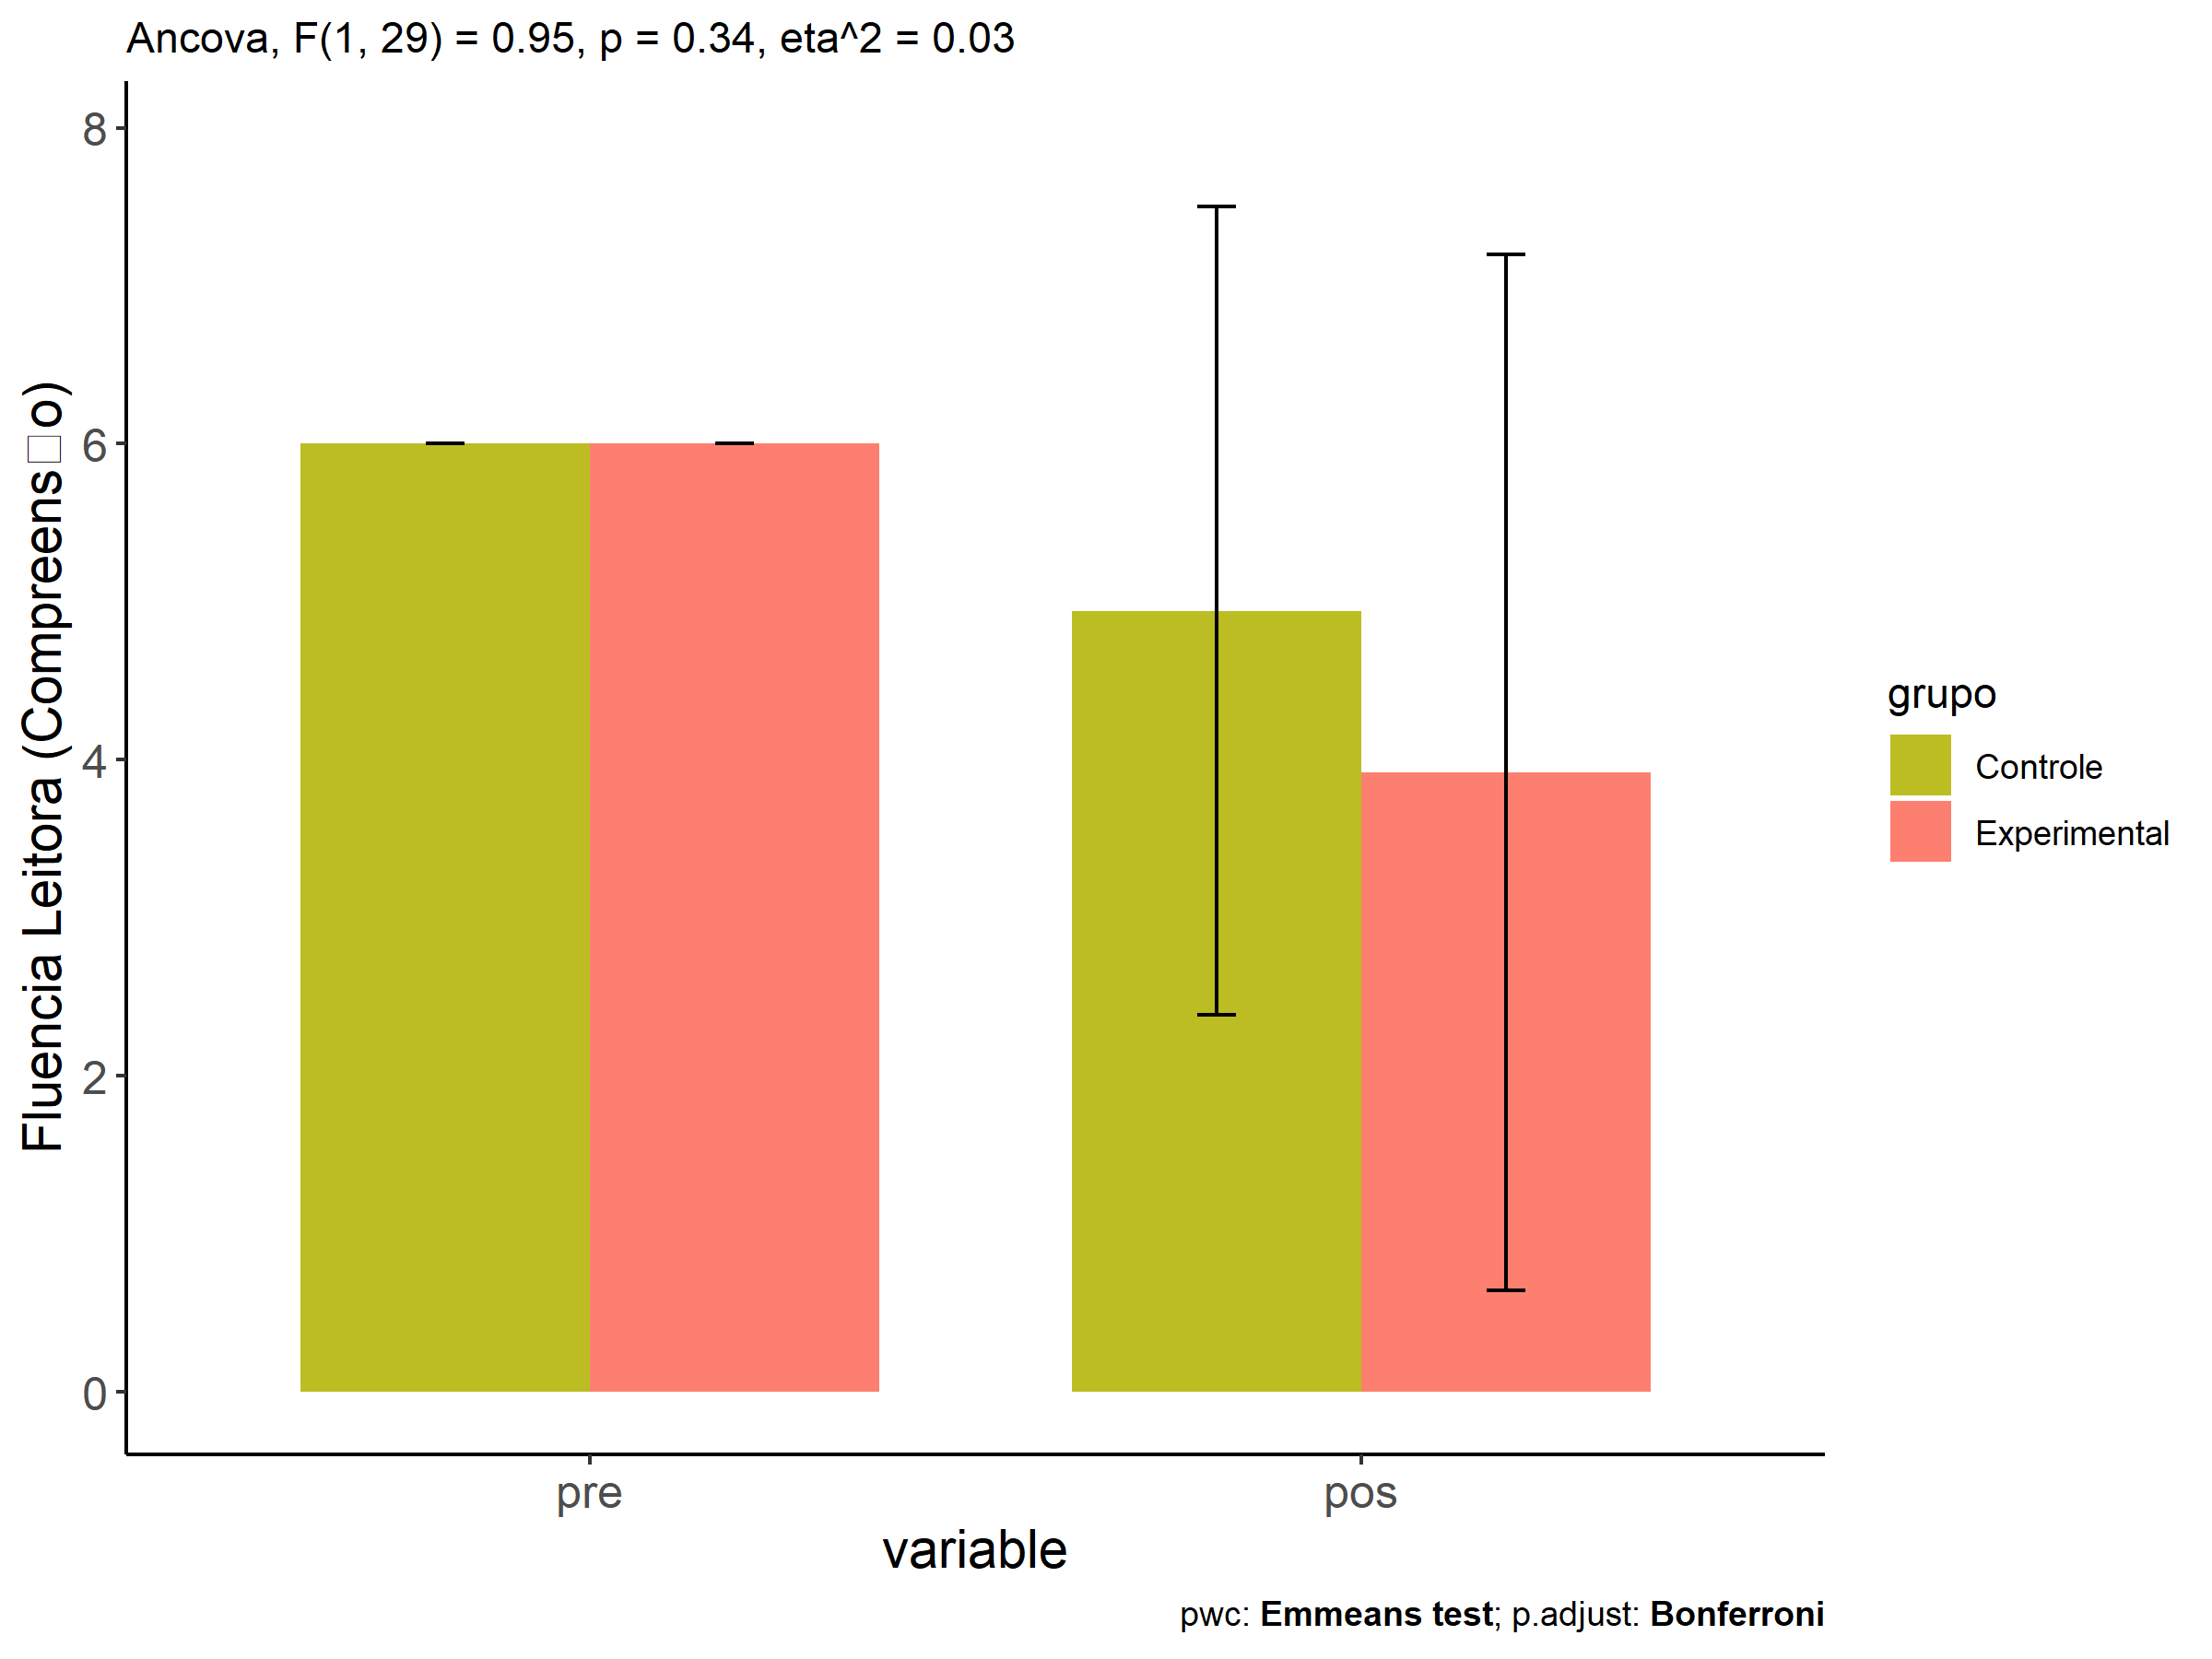 Ancova, F(1, 29) = 0.95, p = 0.34, eta^2 = 0.03
Fluencia Leitora (Compreens□o)
8
6
4
2
0
pre
pos
variable
grupo
Controle
Experimental
pwc: Emmeans test; p.adjust: Bonferroni